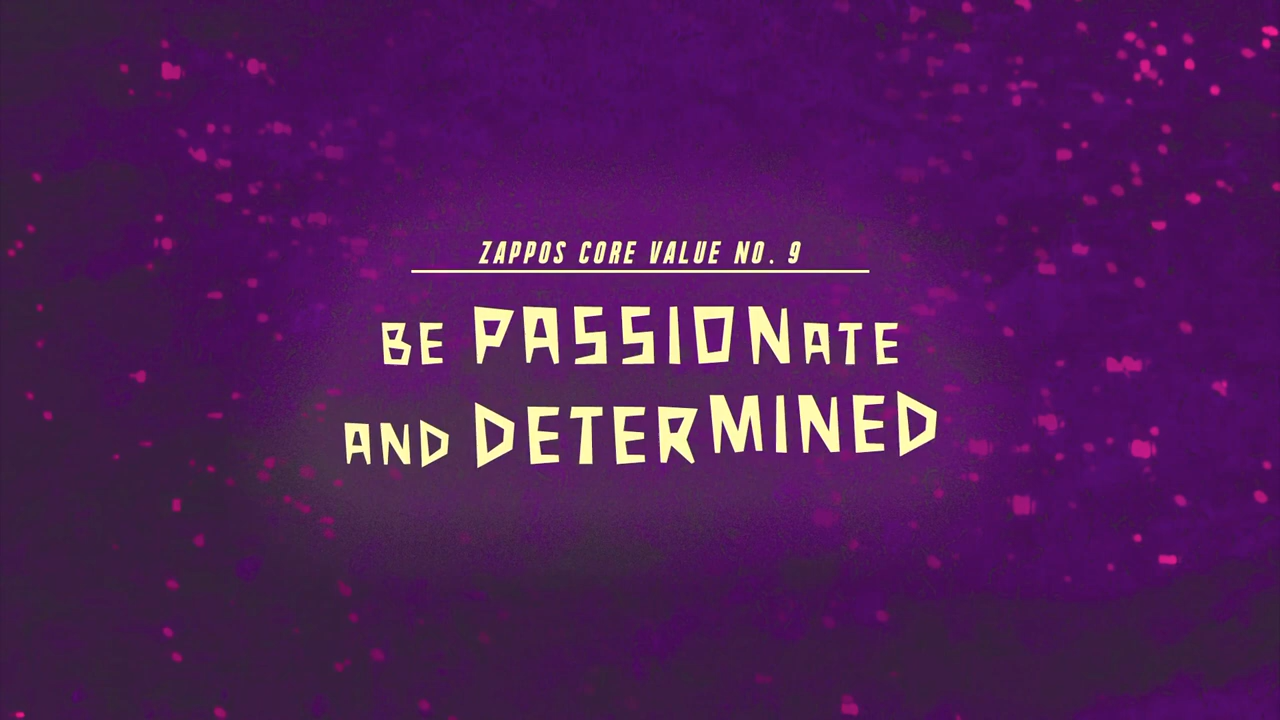 ZAPPOS CORE VALUE NO. 9
BE PASSIONATE
AND DETERMINED